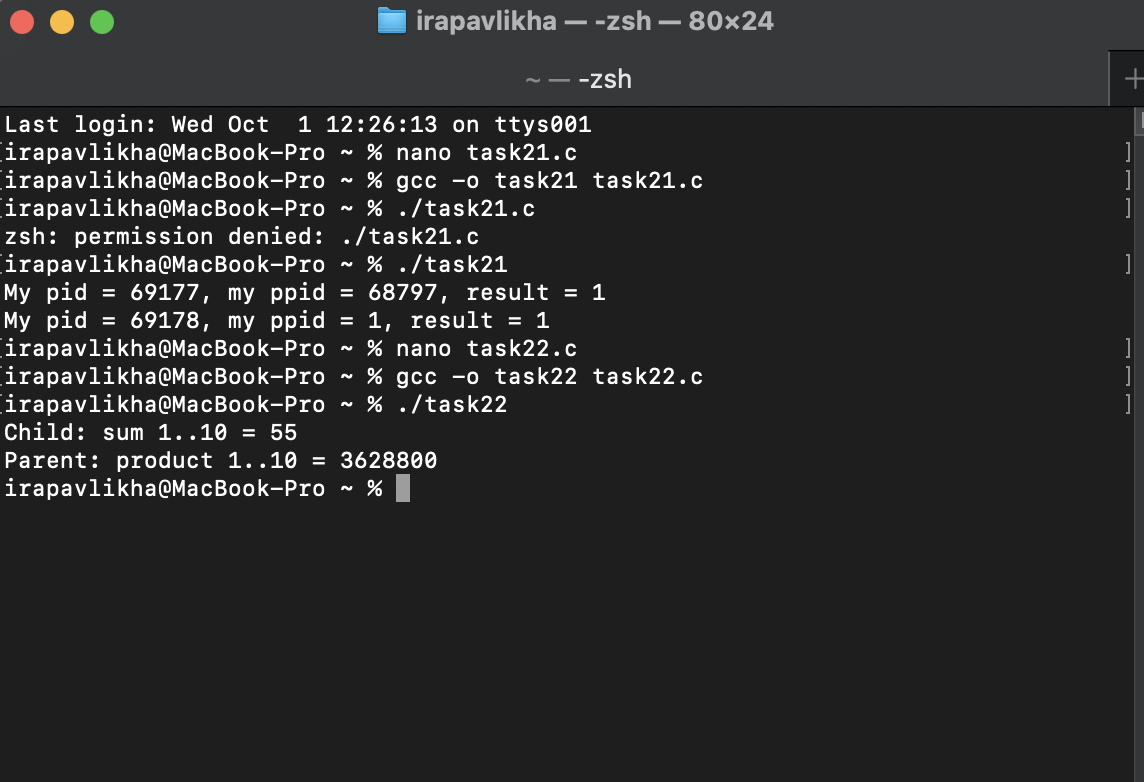 irapavlikha — -zsh — 80×24
~ — -zsh
Last login: Wed Oct  1 12:26:13 on ttys001
[irapavlikha@MacBook-Pro ~ % nano task21.c ]
[irapavlikha@MacBook-Pro ~ % gcc -o task21 task21.c ]
[irapavlikha@MacBook-Pro ~ % ./task21.c ]
zsh: permission denied: ./task21.c
[irapavlikha@MacBook-Pro ~ % ./task21 ]
My pid = 69177, my ppid = 68797, result = 1
My pid = 69178, my ppid = 1, result = 1
[irapavlikha@MacBook-Pro ~ % nano task22.c ]
[irapavlikha@MacBook-Pro ~ % gcc -o task22 task22.c ]
[irapavlikha@MacBook-Pro ~ % ./task22 ]
Child: sum 1..10 = 55
Parent: product 1..10 = 3628800
irapavlikha@MacBook-Pro ~ %